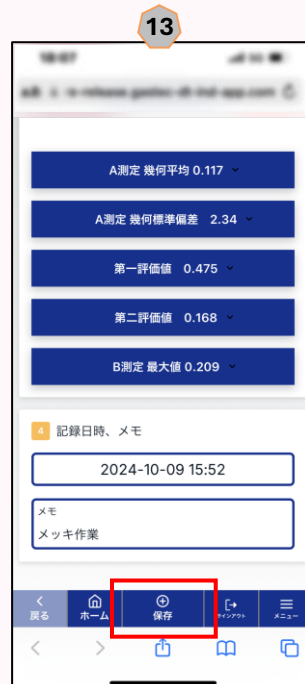 13
18:07
A測定 幾何平均 0.117
A測定 幾何標準偏差 2.34
第一評価値 0.475
第二評価値 0.168
B測定 最大値 0.209
4 記録日時、メモ
2024-10-09 15:52
メモ
メッキ作業
戻る ホーム 保存 サインアウト メニュー